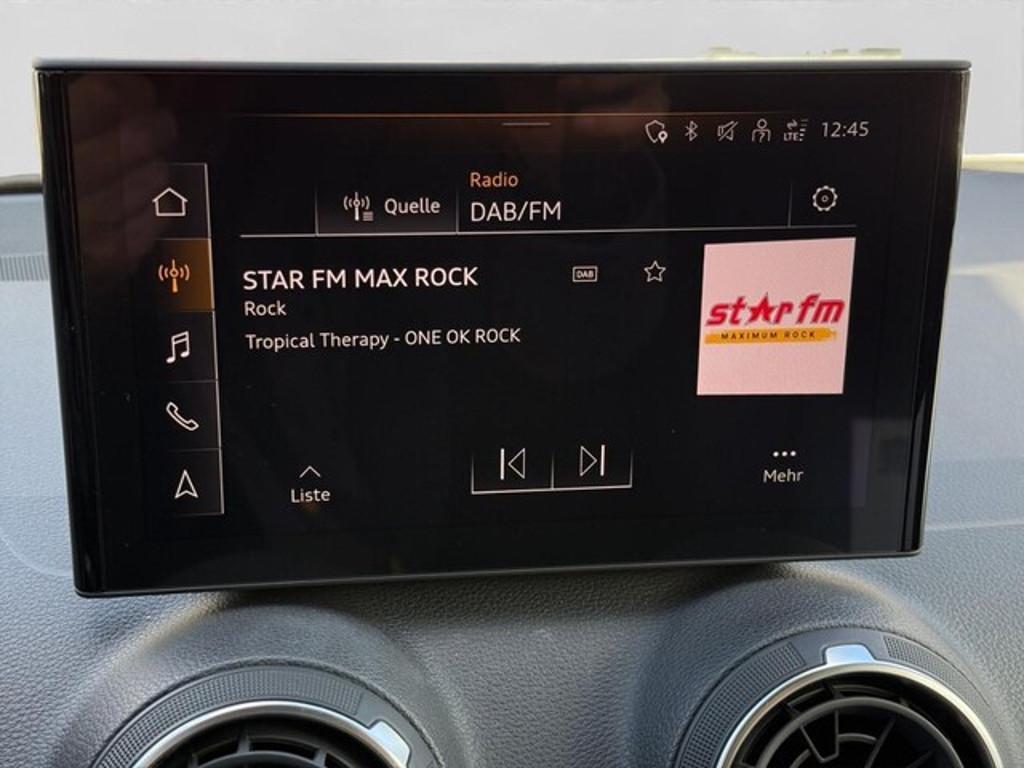 LTE
12:45
Radio
Quelle
DAB/FM
STAR FM MAX ROCK
DAB
Rock
Tropical Therapy - ONE OK ROCK
star fm
MAXIMUM ROCK
Liste
Mehr